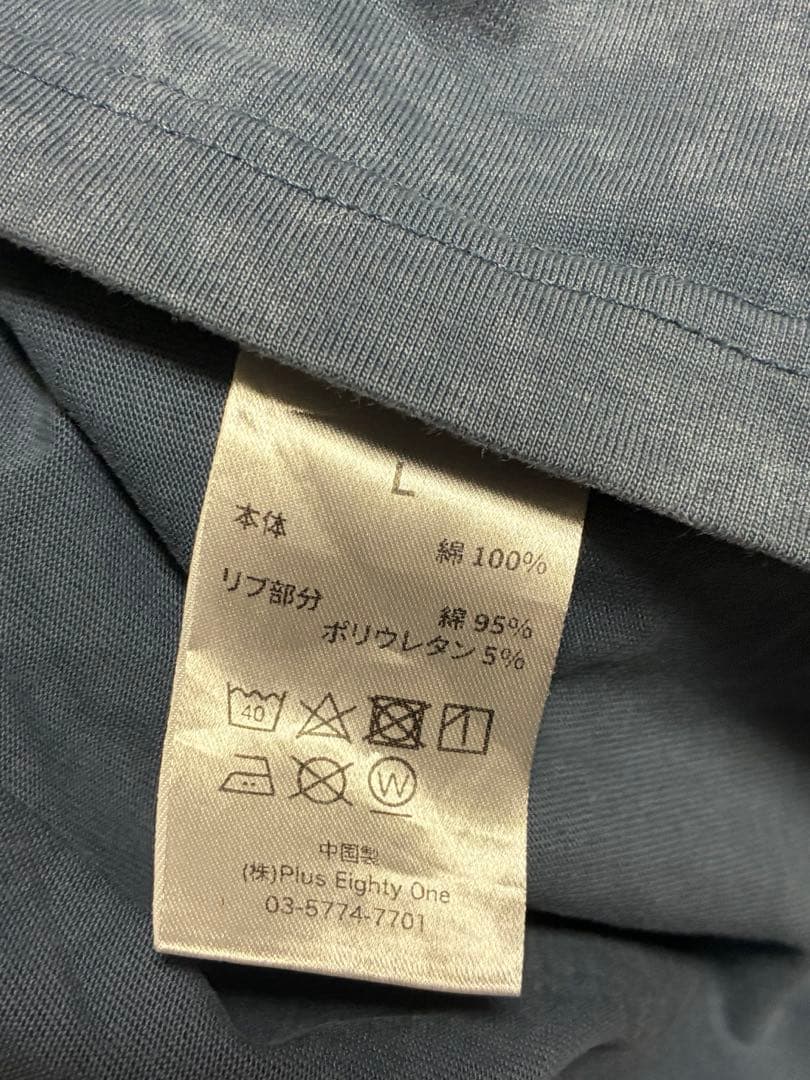 L
本体
綿 100%
リブ部分
綿 95%
ポリウレタン 5%
40
W
中国製
(株)Plus Eighty One
03-5774-7701